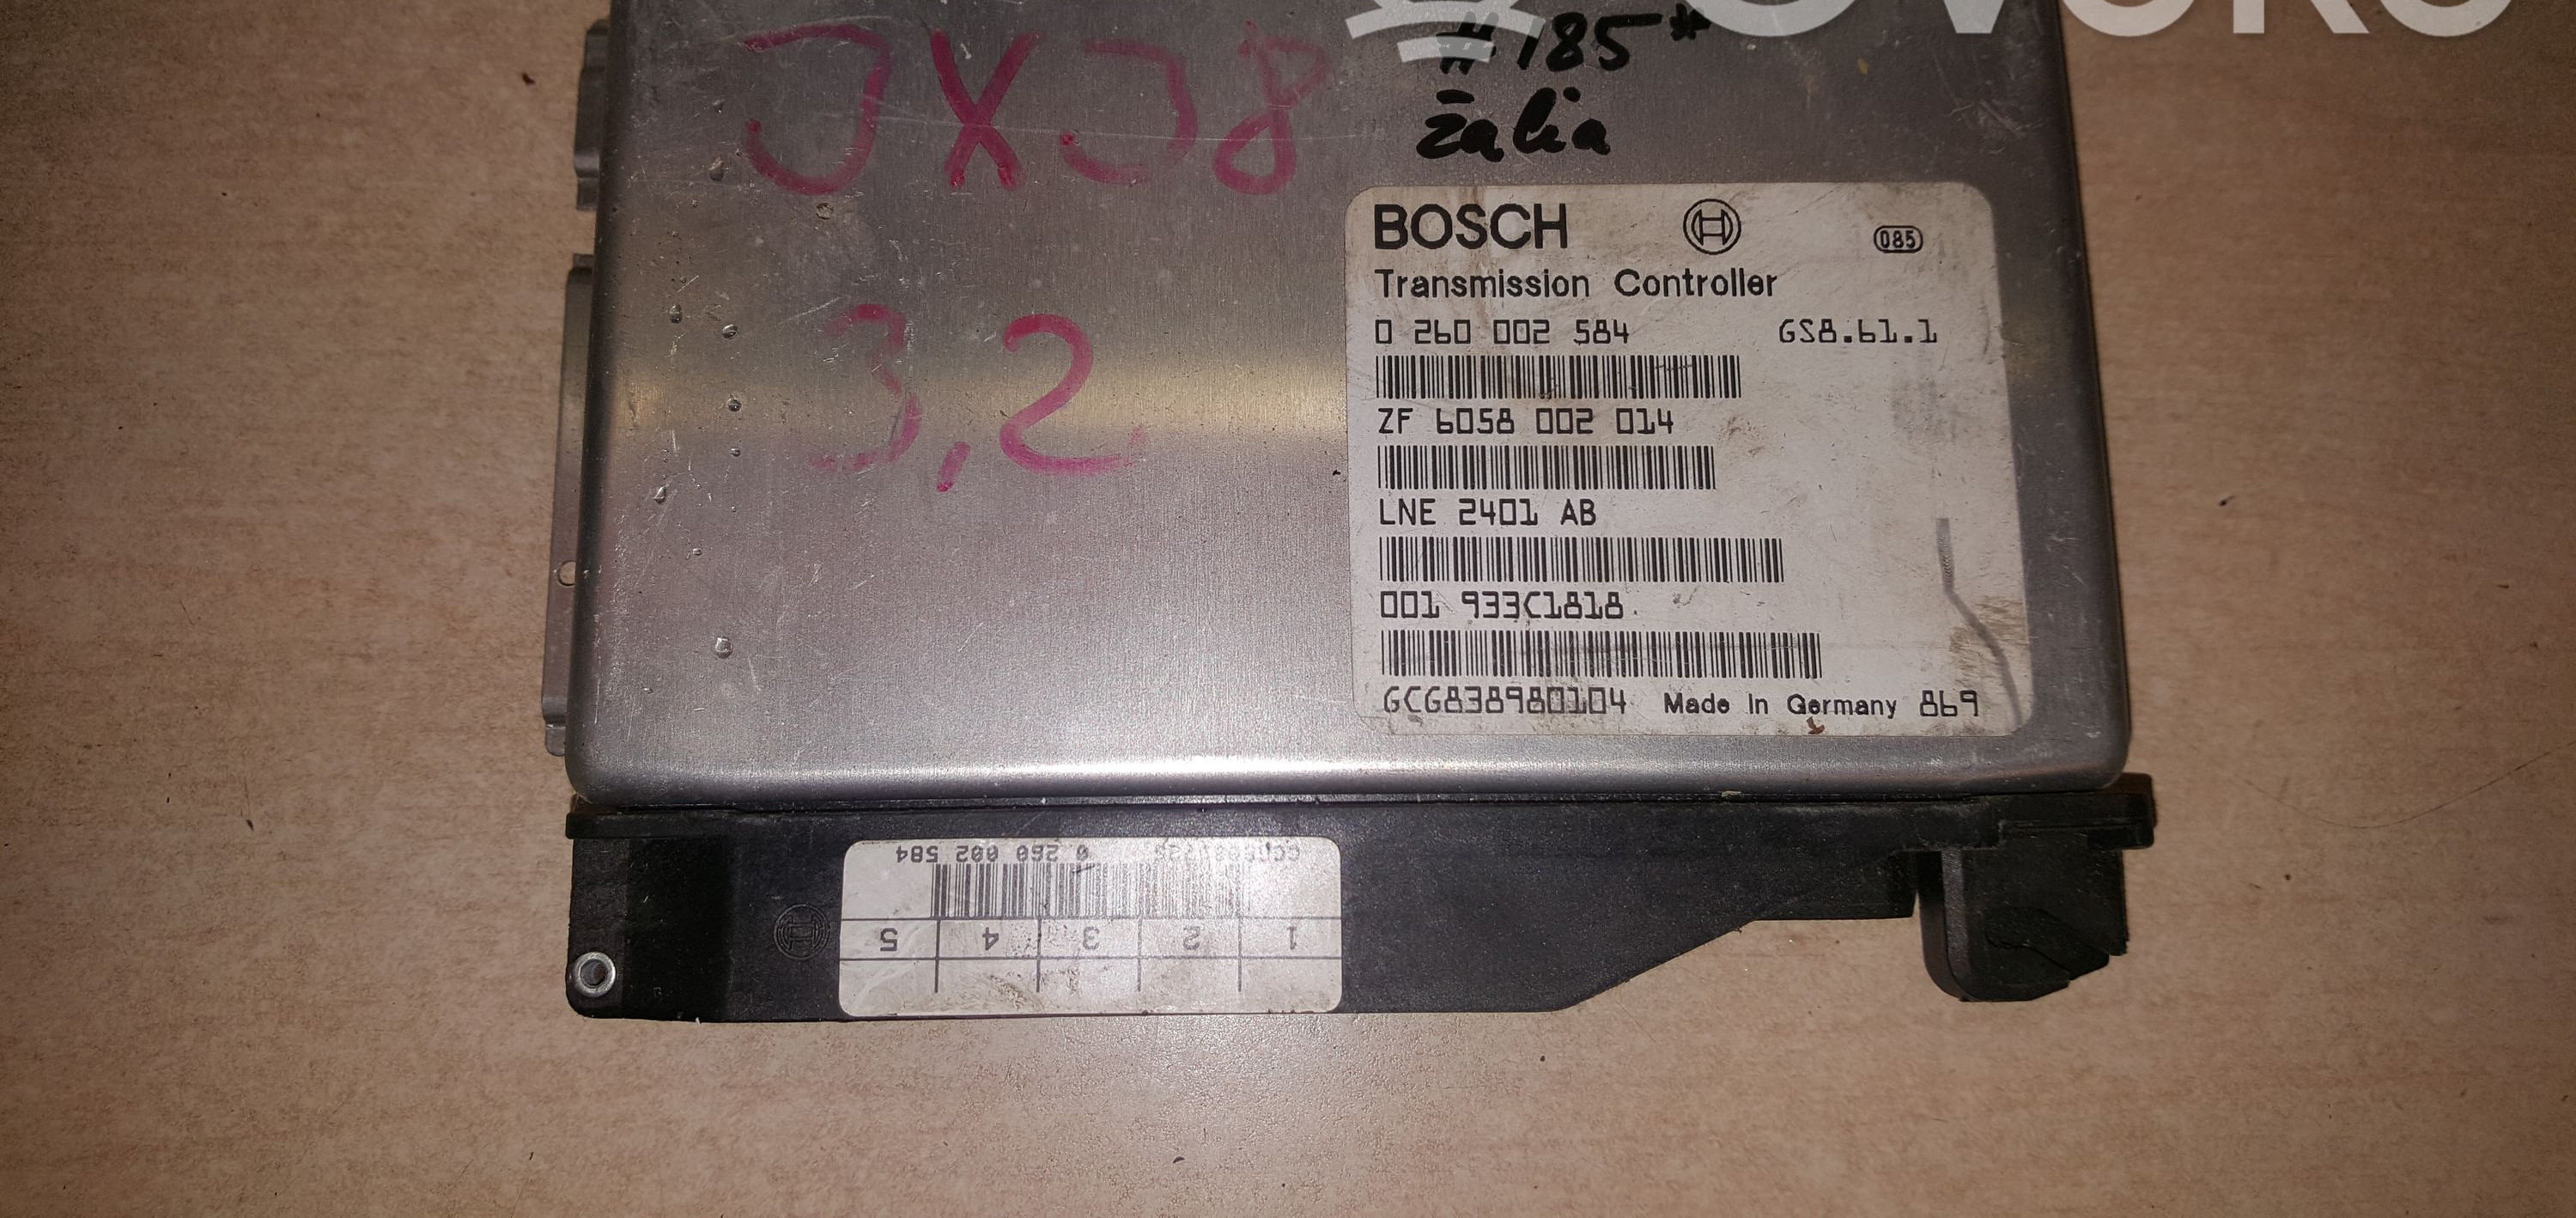 #185*
žalia
JXJ8
3,2
BOSCH
085
Transmission Controller
0 260 002 584 GS8.61.1
ZF 6058 002 014
LNE 2401 AB
001 933C1818
GCG838980104 Made in Germany 869
0 260 002 584
1 2 3 4 5